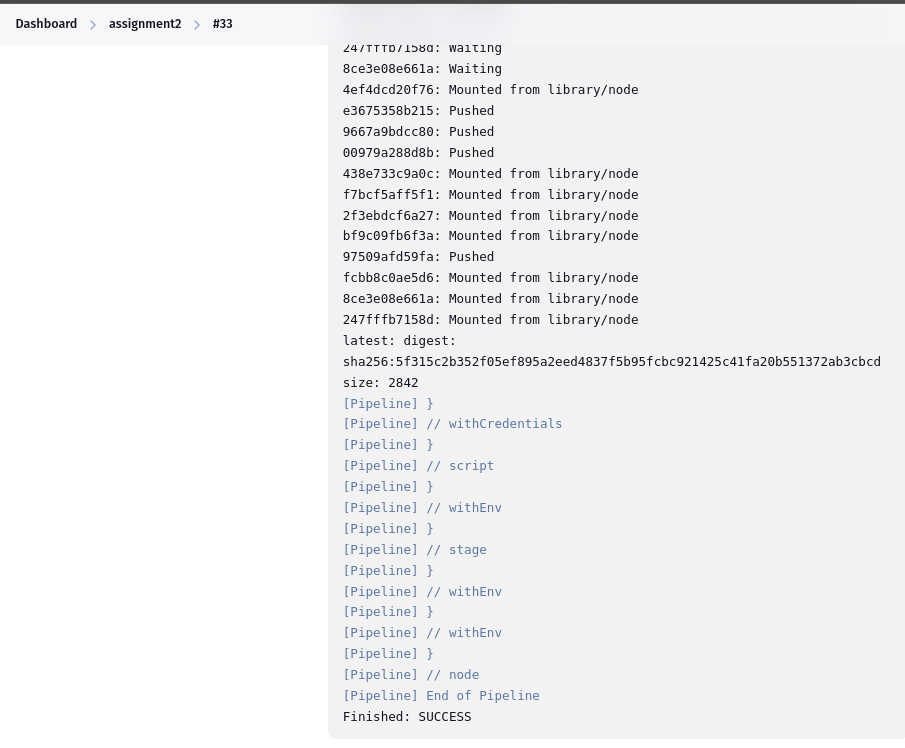 Dashboard > assignment2 > #33
247fffb7158d: Waiting
8ce3e08e661a: Waiting
4ef4dcd20f76: Mounted from library/node
e3675358b215: Pushed
9667a9bdcc80: Pushed
00979a288d8b: Pushed
438e733c9a0c: Mounted from library/node
f7bcf5aff5f1: Mounted from library/node
2f3ebdcf6a27: Mounted from library/node
bf9c09fb6f3a: Mounted from library/node
97509afd59fa: Pushed
fcbb8c0ae5d6: Mounted from library/node
8ce3e08e661a: Mounted from library/node
247fffb7158d: Mounted from library/node
latest: digest:
sha256:5f315c2b352f05ef895a2eed4837f5b95fcbc921425c41fa20b551372ab3cbcd
size: 2842
[Pipeline] }
[Pipeline] // withCredentials
[Pipeline] }
[Pipeline] // script
[Pipeline] }
[Pipeline] // withEnv
[Pipeline] }
[Pipeline] // stage
[Pipeline] }
[Pipeline] // withEnv
[Pipeline] }
[Pipeline] // withEnv
[Pipeline] }
[Pipeline] // node
[Pipeline] End of Pipeline
Finished: SUCCESS